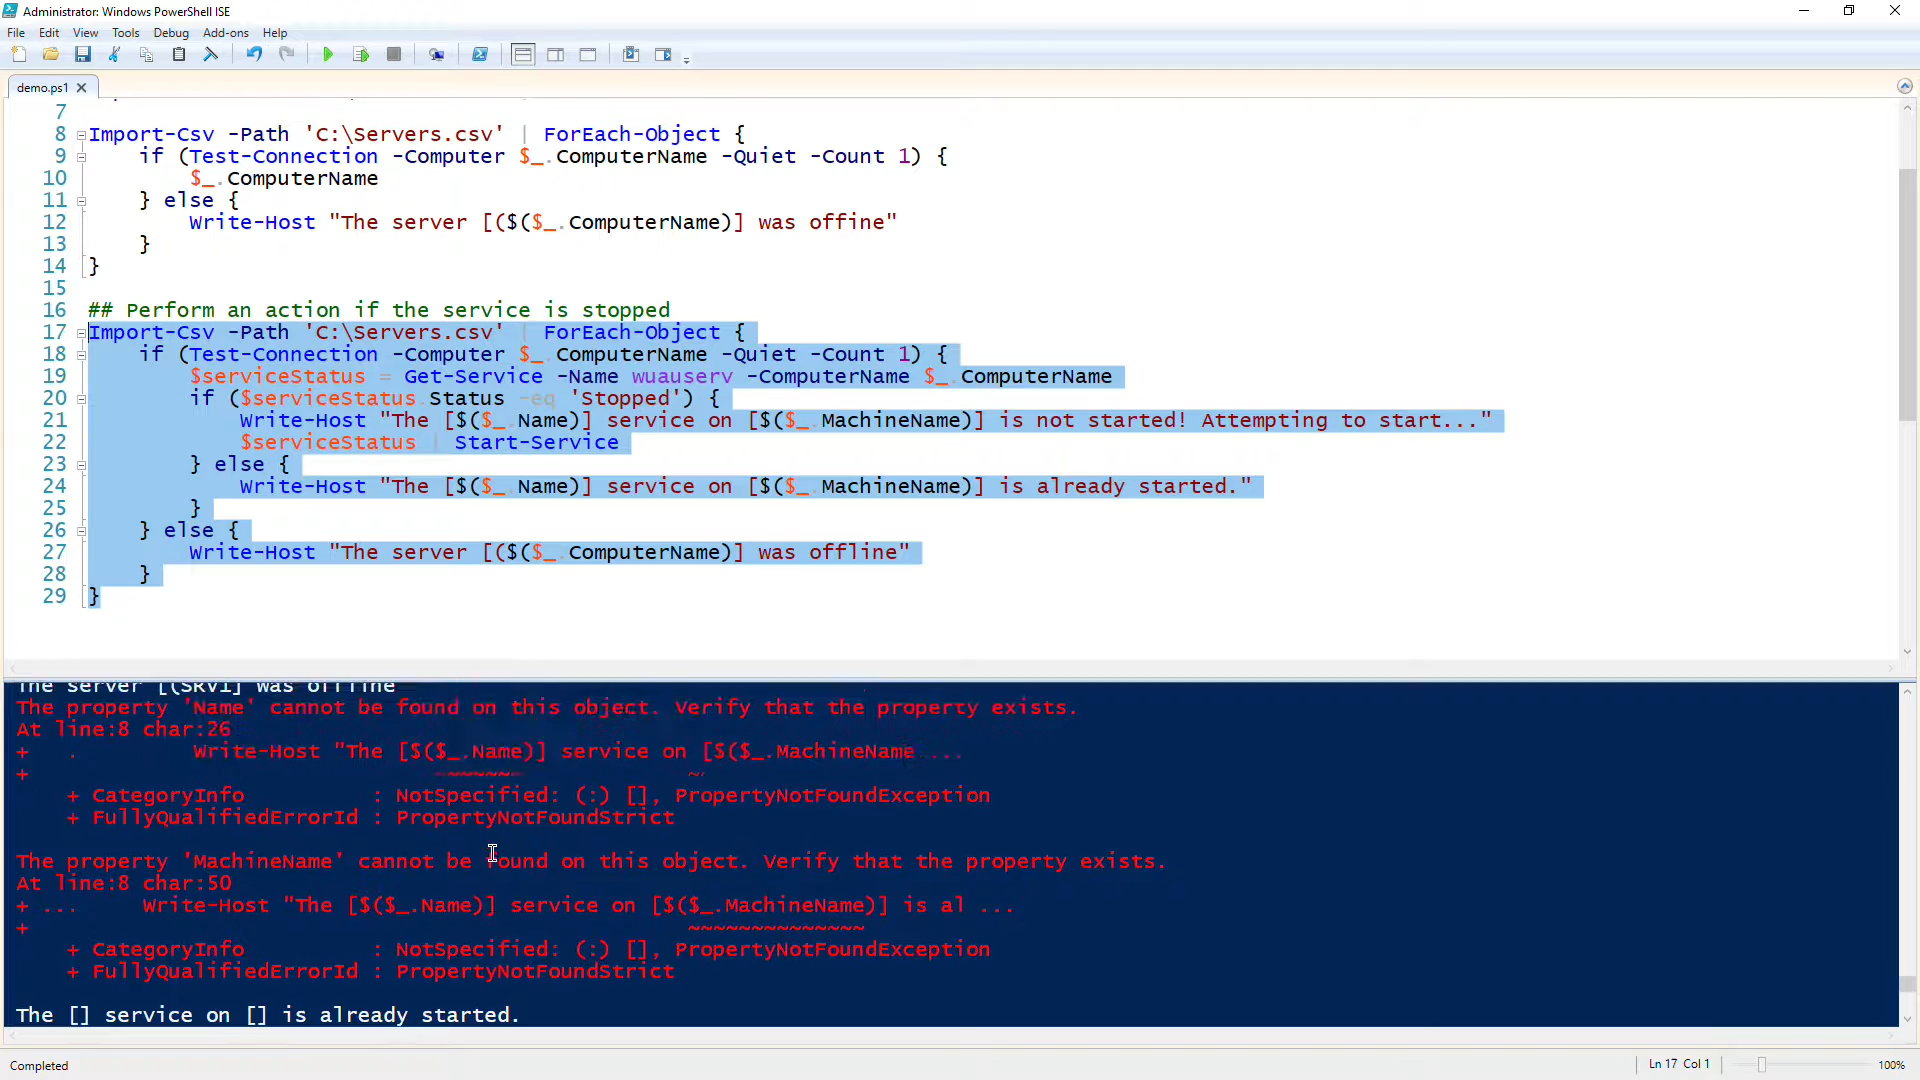 Administrator: Windows PowerShell ISE
File Edit View Tools Debug Add-ons Help
demo.ps1
7
8 Import-Csv -Path 'C:\Servers.csv' | ForEach-Object {
9 if (Test-Connection -Computer $_.ComputerName -Quiet -Count 1) {
10 $_.ComputerName
11 } else {
12 Write-Host "The server [($($_.ComputerName)] was offine"
13 }
14 }
15
16 ## Perform an action if the service is stopped
17 Import-Csv -Path 'C:\Servers.csv' | ForEach-Object {
18 if (Test-Connection -Computer $_.ComputerName -Quiet -Count 1) {
19 $serviceStatus = Get-Service -Name wuauserv -ComputerName $_.ComputerName
20 if ($serviceStatus.Status -eq 'Stopped') {
21 Write-Host "The [$($_.Name)] service on [$($_.MachineName)] is not started! Attempting to start..."
22 $serviceStatus | Start-Service
23 } else {
24 Write-Host "The [$($_.Name)] service on [$($_.MachineName)] is already started."
25 }
26 } else {
27 Write-Host "The server [($($_.ComputerName)] was offline"
28 }
29 }
The server [(SRV1] was offline
The property 'Name' cannot be found on this object. Verify that the property exists.
At line:8 char:26
+ . Write-Host "The [$($_.Name)] service on [$($_.MachineName ...
+ ~~~~~~
+ CategoryInfo : NotSpecified: (:) [], PropertyNotFoundException
+ FullyQualifiedErrorId : PropertyNotFoundStrict
The property 'MachineName' cannot be found on this object. Verify that the property exists.
At line:8 char:50
+ ... Write-Host "The [$($_.Name)] service on [$($_.MachineName)] is al ...
+ ~~~~~~~~~~~~~~
+ CategoryInfo : NotSpecified: (:) [], PropertyNotFoundException
+ FullyQualifiedErrorId : PropertyNotFoundStrict
The [] service on [] is already started.
Completed
Ln 17 Col 1
100%